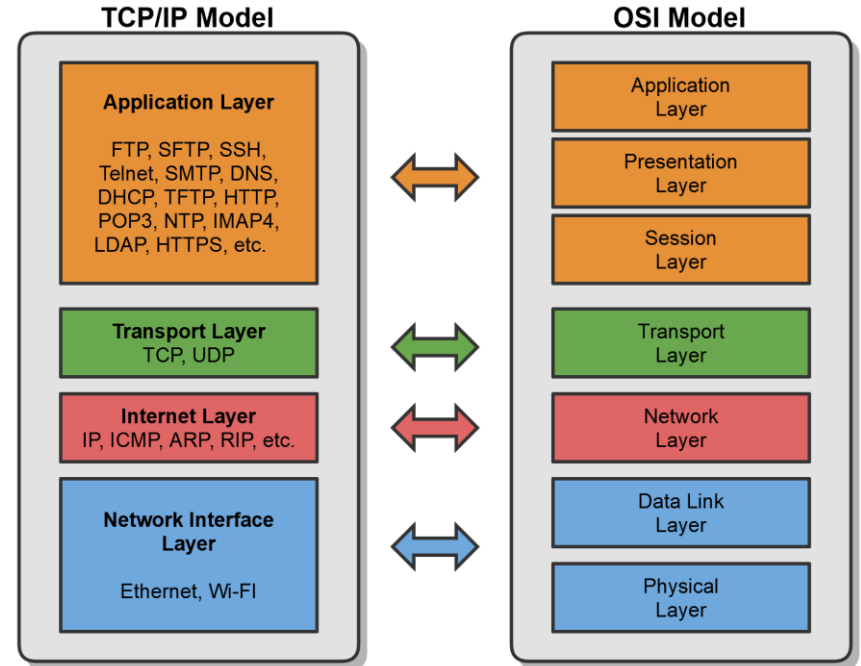 TCP/IP Model
Application Layer
FTP, SFTP, SSH,
Telnet, SMTP, DNS,
DHCP, TFTP, HTTP,
POP3, NTP, IMAP4,
LDAP, HTTPS, etc.
Transport Layer
TCP, UDP
Internet Layer
IP, ICMP, ARP, RIP, etc.
Network Interface
Layer
Ethernet, Wi-FI
OSI Model
Application
Layer
Presentation
Layer
Session
Layer
Transport
Layer
Network
Layer
Data Link
Layer
Physical
Layer